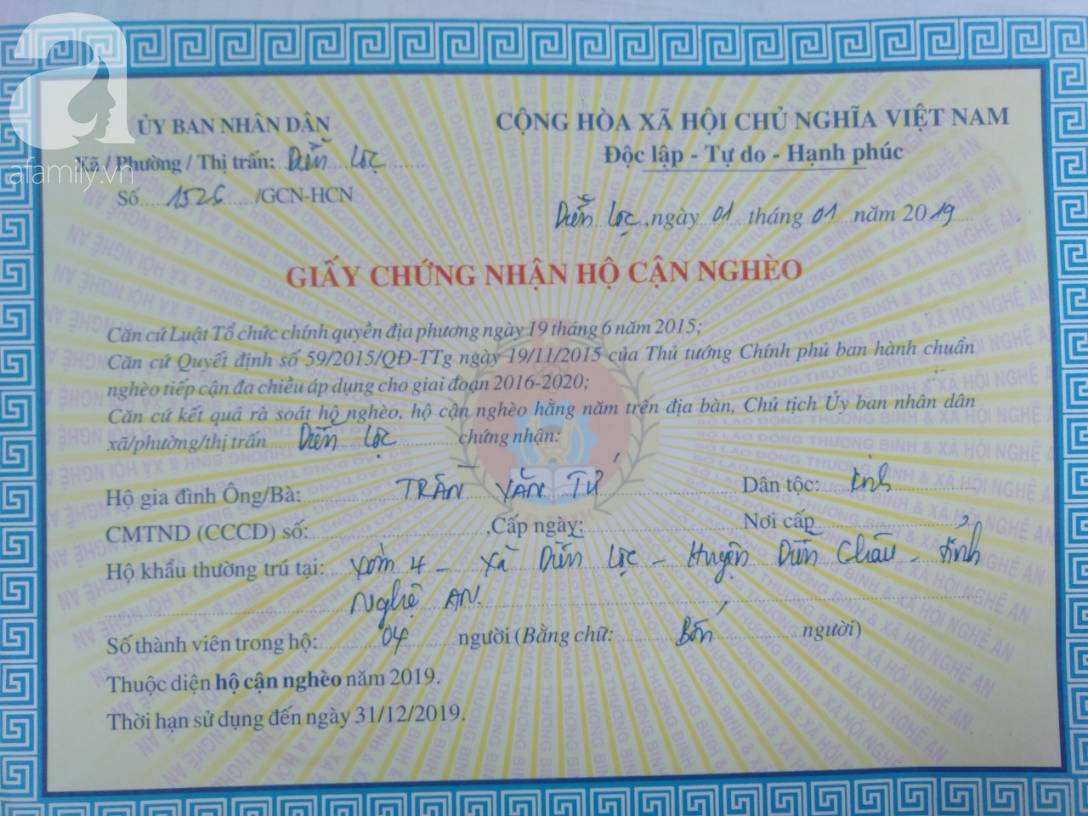 afamily.vn
ỦY BAN NHÂN DÂN
Xã / Phường / Thị trấn: Diễn Lộc
Số 1526 /GCN-HCN
CỘNG HÒA XÃ HỘI CHỦ NGHĨA VIỆT NAM
Độc lập - Tự do - Hạnh phúc
Diễn Lộc, ngày 01 tháng 01 năm 2019
GIẤY CHỨNG NHẬN HỘ CẬN NGHÈO
Căn cứ Luật Tổ chức chính quyền địa phương ngày 19 tháng 6 năm 2015;
Căn cứ Quyết định số 59/2015/QĐ-TTg ngày 19/11/2015 của Thủ tướng Chính phủ ban hành chuẩn
nghèo tiếp cận đa chiều áp dụng cho giai đoạn 2016-2020;
Căn cứ kết quả rà soát hộ nghèo, hộ cận nghèo hằng năm trên địa bàn, Chủ tịch Ủy ban nhân dân
xã/phường/thị trấn Diễn Lộc chứng nhận:
Hộ gia đình Ông/Bà: TRẦN VĂN TỨ Dân tộc: Kinh
CMTND (CCCD) số: ,Cấp ngày: Nơi cấp
Hộ khẩu thường trú tại: Xóm 4 - Xã Diễn Lộc - Huyện Diễn Châu - tỉnh
Nghệ AN.
Số thành viên trong hộ: 04 người (Bằng chữ: Bốn người)
Thuộc diện hộ cận nghèo năm 2019.
Thời hạn sử dụng đến ngày 31/12/2019.